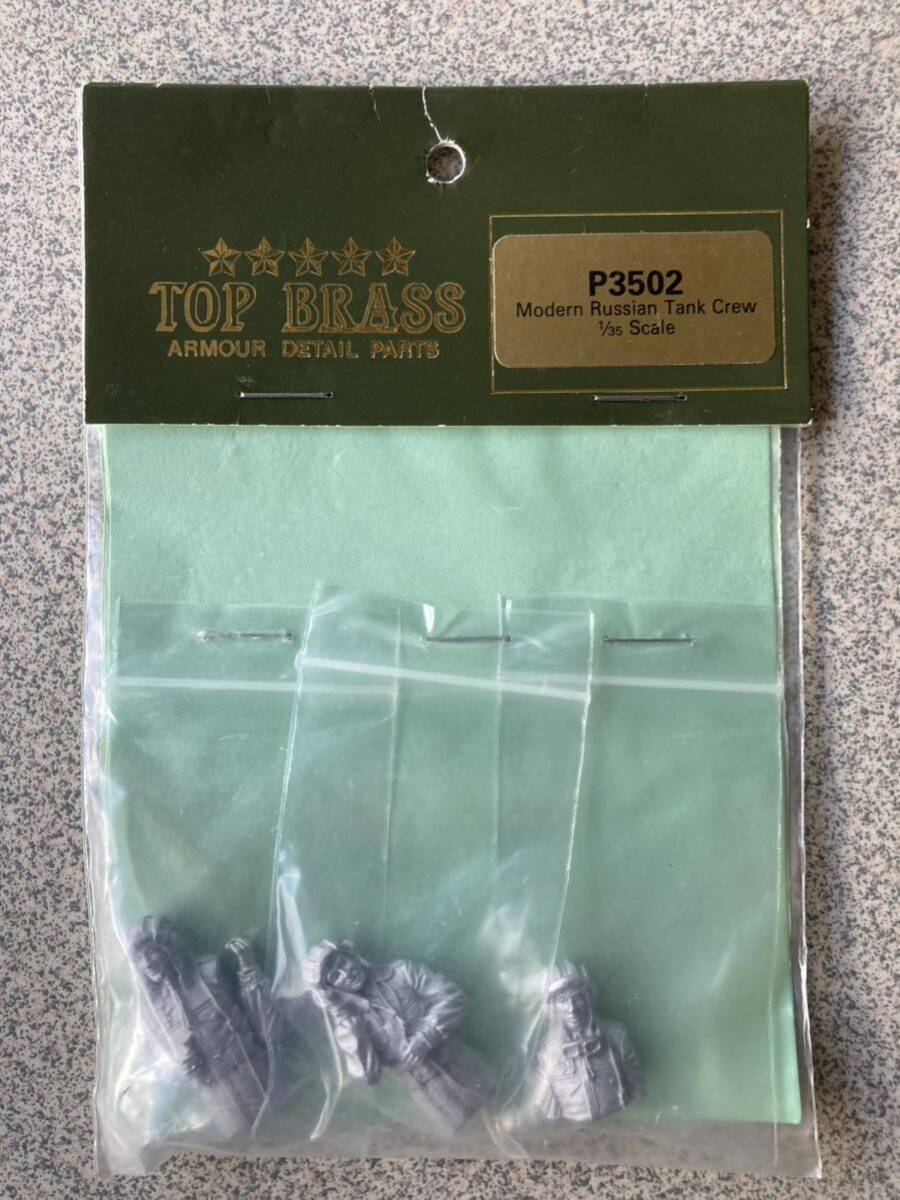 TOP BRASS
ARMOUR DETAIL PARTS
P3502
Modern Russian Tank Crew
1/35 Scale